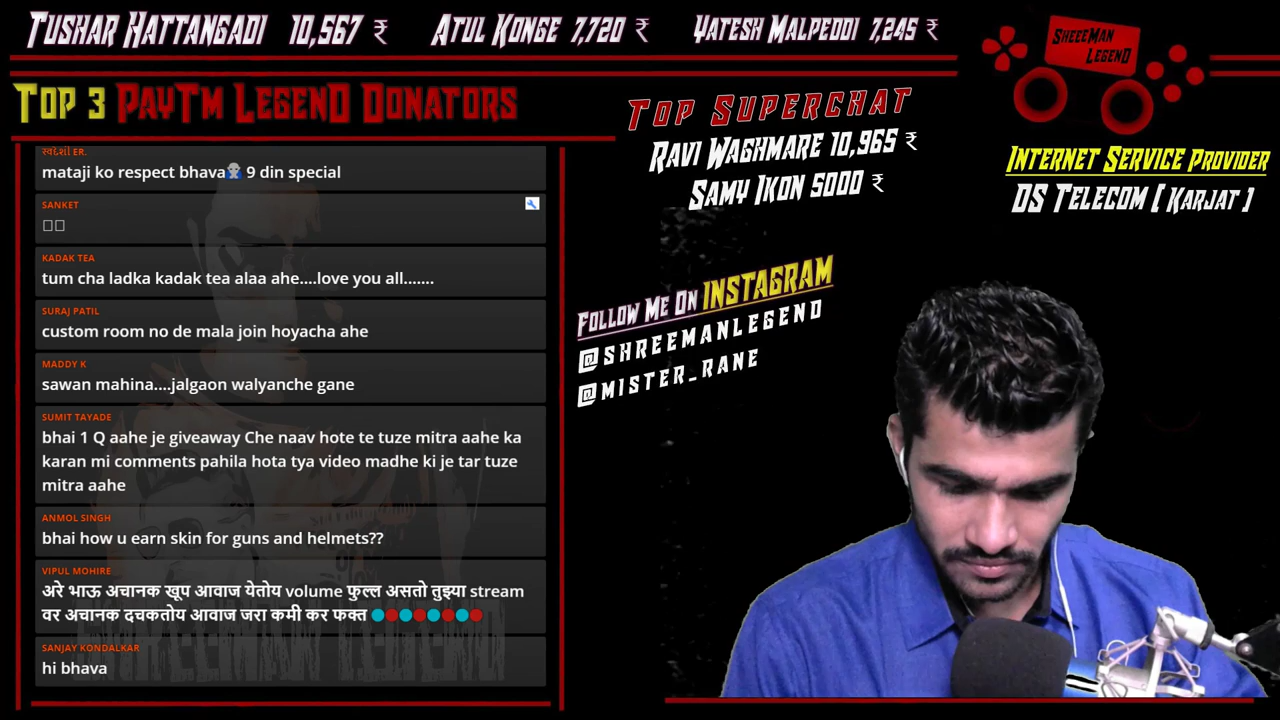 TUSHAR HATTANGADI 10,567 ₹ ATUL KONGE 7,720 ₹ YATESH MALPEDDI 7,245 ₹
SHREEMAN
LEGEND
TOP 3 PAYTM LEGEND DONATORS
TOP SUPERCHAT
RAVI WAGHMARE 10,965 ₹
SAMY IKON 5000 ₹
INTERNET SERVICE PROVIDER
DS TELECOM [ KARJAT ]
FOLLOW ME ON INSTAGRAM
@SHREEMANLEGEND
@MISTER_RANE
સ્વદેશી ER.
mataji ko respect bhava 9 din special
SANKET
KADAK TEA
tum cha ladka kadak tea alaa ahe....love you all.......
SURAJ PATIL
custom room no de mala join hoyacha ahe
MADDY K
sawan mahina....jalgaon walyanche gane
SUMIT TAYADE
bhai 1 Q aahe je giveaway Che naav hote te tuze mitra aahe ka
karan mi comments pahila hota tya video madhe ki je tar tuze
mitra aahe
ANMOL SINGH
bhai how u earn skin for guns and helmets??
VIPUL MOHIRE
अरे भाऊ अचानक खूप आवाज येतोय volume फुल्ल असतो तुझ्या stream
वर अचानक दचकतोय आवाज जरा कमी कर फक्त
SANJAY KONDALKAR
hi bhava
SHREEMAN LEGEND